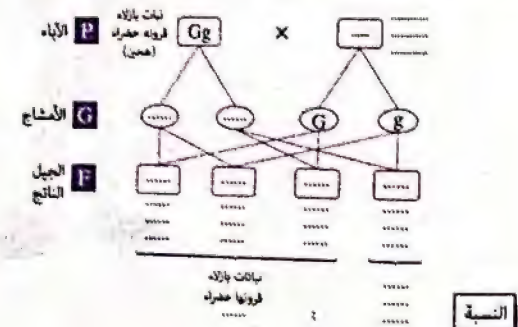 الآباء P
نبات بازلاء
قرونه خضراء
(هجين)
Gg × ---- ........
الأمشاج G
...... ...... G g
الجيل
الناتج
F
...... ...... ...... ......
نباتات بازلاء
قرونها خضراء
...... : ......
النسبة